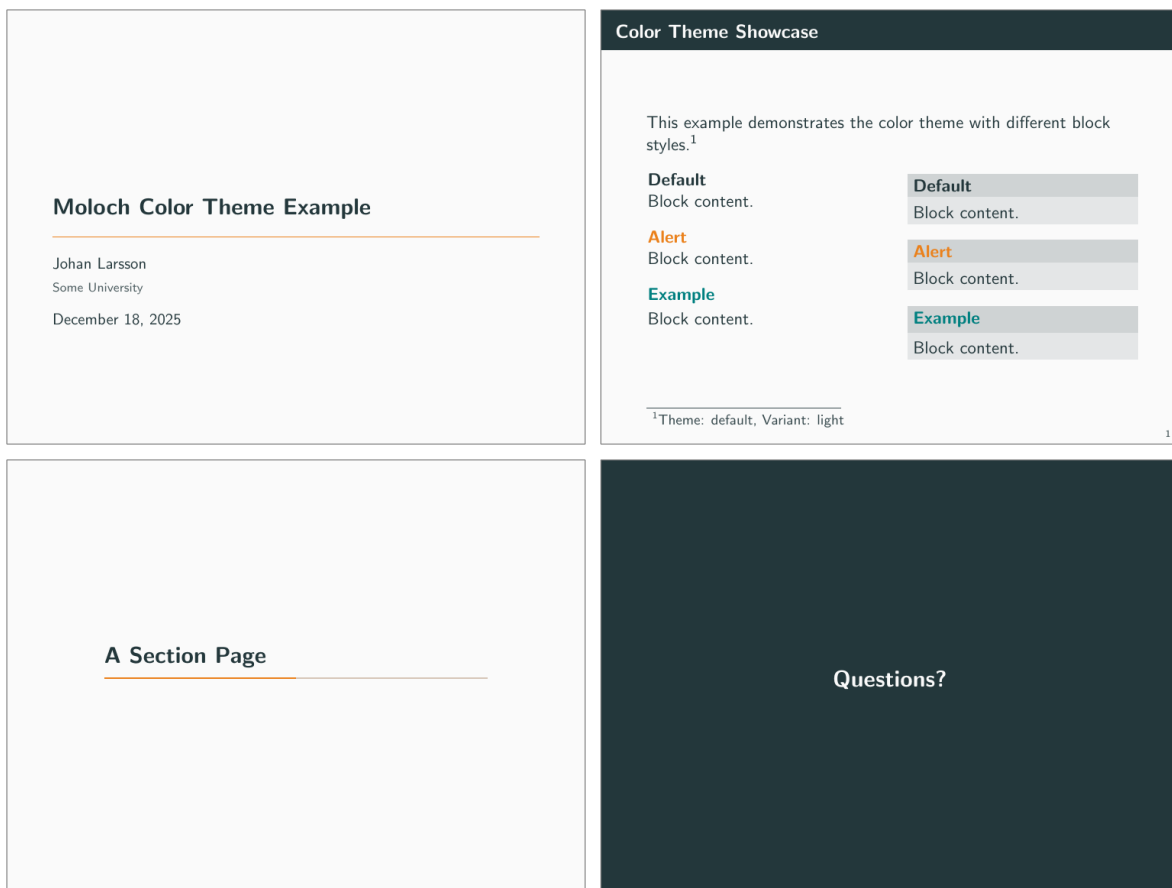 Moloch Color Theme Example
Johan Larsson
Some University
December 18, 2025
Color Theme Showcase
This example demonstrates the color theme with different block
styles.¹
Default
Block content.
Alert
Block content.
Example
Block content.
Default
Block content.
Alert
Block content.
Example
Block content.
¹Theme: default, Variant: light
1
A Section Page
Questions?